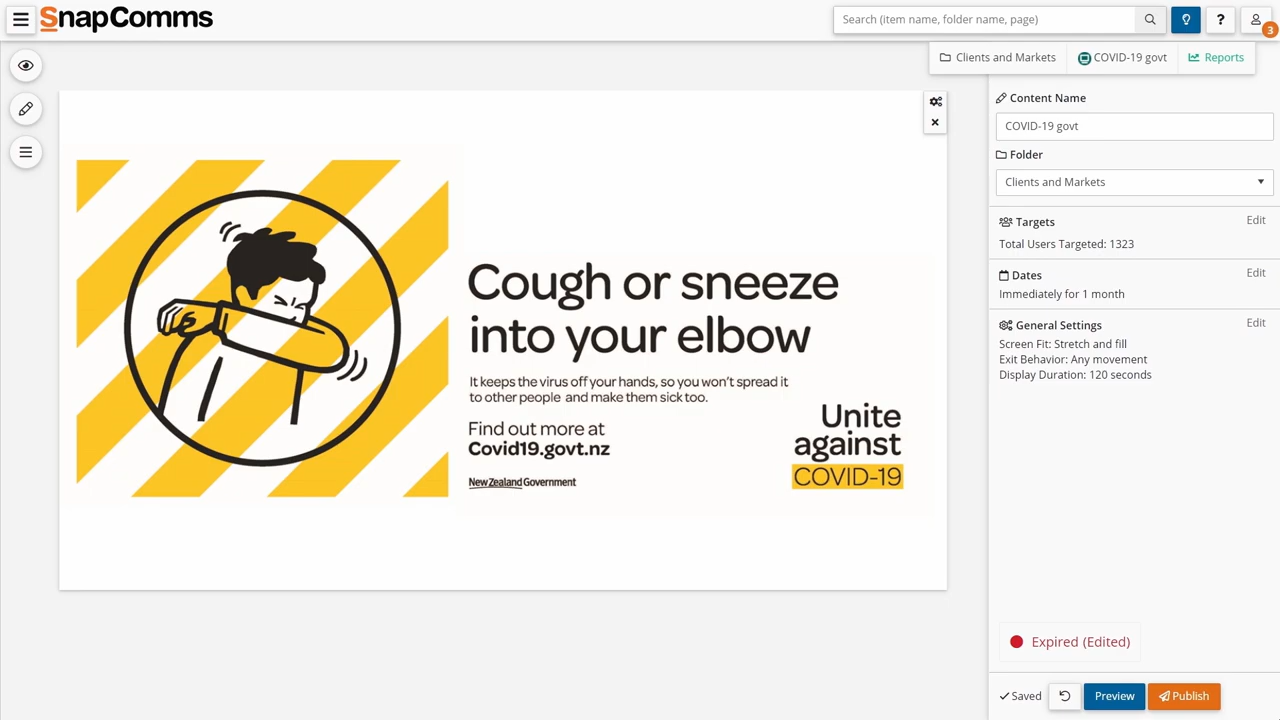 SnapComms
Search (item name, folder name, page)
?
3
Clients and Markets
COVID-19 govt
Reports
Content Name
COVID-19 govt
Folder
Clients and Markets
Targets
Edit
Total Users Targeted: 1323
Dates
Edit
Immediately for 1 month
General Settings
Edit
Screen Fit: Stretch and fill
Exit Behavior: Any movement
Display Duration: 120 seconds
Cough or sneeze
into your elbow
It keeps the virus off your hands, so you won't spread it
to other people and make them sick too.
Find out more at
Covid19.govt.nz
New Zealand Government
Unite
against
COVID-19
Expired (Edited)
Saved
Preview
Publish